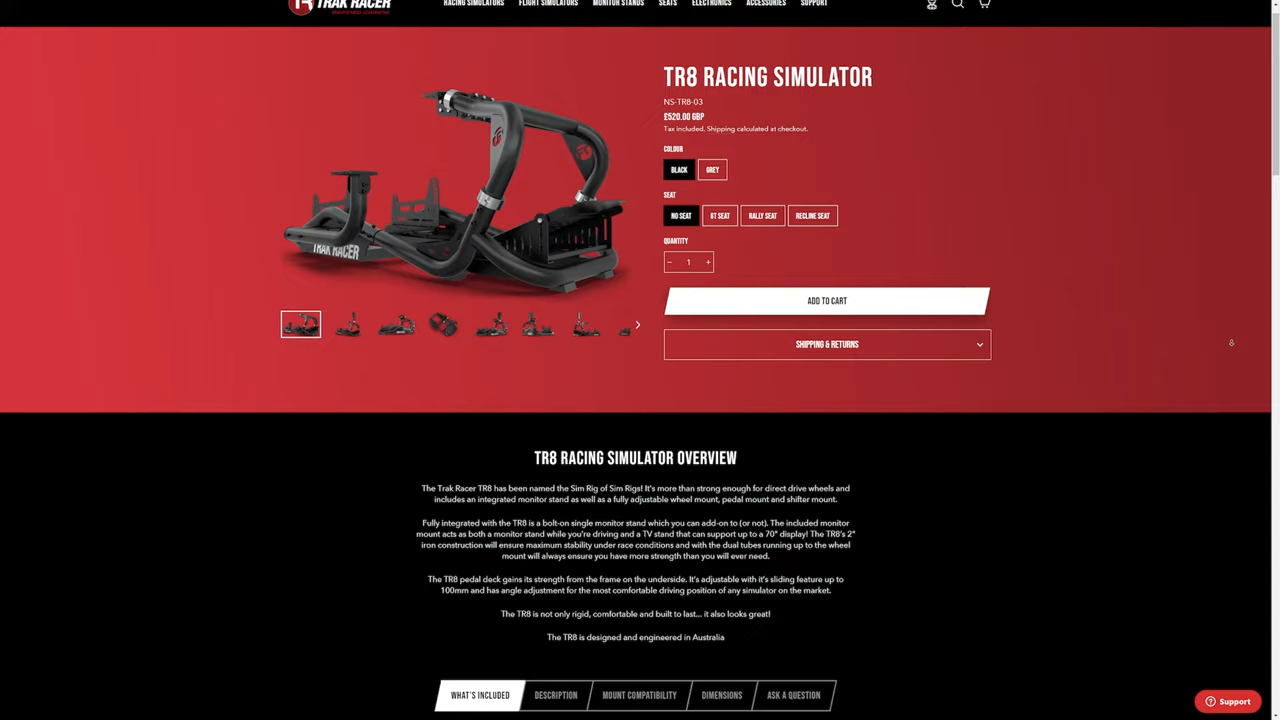 TRAK RACER
RACING SIMULATORS
FLIGHT SIMULATORS
MONITOR STANDS
SEATS
ELECTRONICS
ACCESSORIES
SUPPORT
TR8 RACING SIMULATOR
NS-TR8-03
£520.00 GBP
Tax included. Shipping calculated at checkout.
COLOUR
BLACK
GREY
SEAT
NO SEAT
GT SEAT
RALLY SEAT
RECLINE SEAT
QUANTITY
− 1 +
ADD TO CART
SHIPPING & RETURNS
TRAK RACER
TR8 RACING SIMULATOR OVERVIEW
The Trak Racer TR8 has been named the Sim Rig of Sim Rigs! It's more than strong enough for direct drive wheels and
includes an integrated monitor stand as well as a fully adjustable wheel mount, pedal mount and shifter mount.
Fully integrated with the TR8 is a bolt-on single monitor stand which you can add-on to (or not). The included monitor
mount acts as both a monitor stand while you're driving and a TV stand that can support up to a 70" display! The TR8's 2"
iron construction will ensure maximum stability under race conditions and with the dual tubes running up to the wheel
mount will always ensure you have more strength than you will ever need.
The TR8 pedal deck gains its strength from the frame on the underside. It's adjustable with it's sliding feature up to
100mm and has angle adjustment for the most comfortable driving position of any simulator on the market.
The TR8 is not only rigid, comfortable and built to last... it also looks great!
The TR8 is designed and engineered in Australia
WHAT'S INCLUDED
DESCRIPTION
MOUNT COMPATIBILITY
DIMENSIONS
ASK A QUESTION
Support